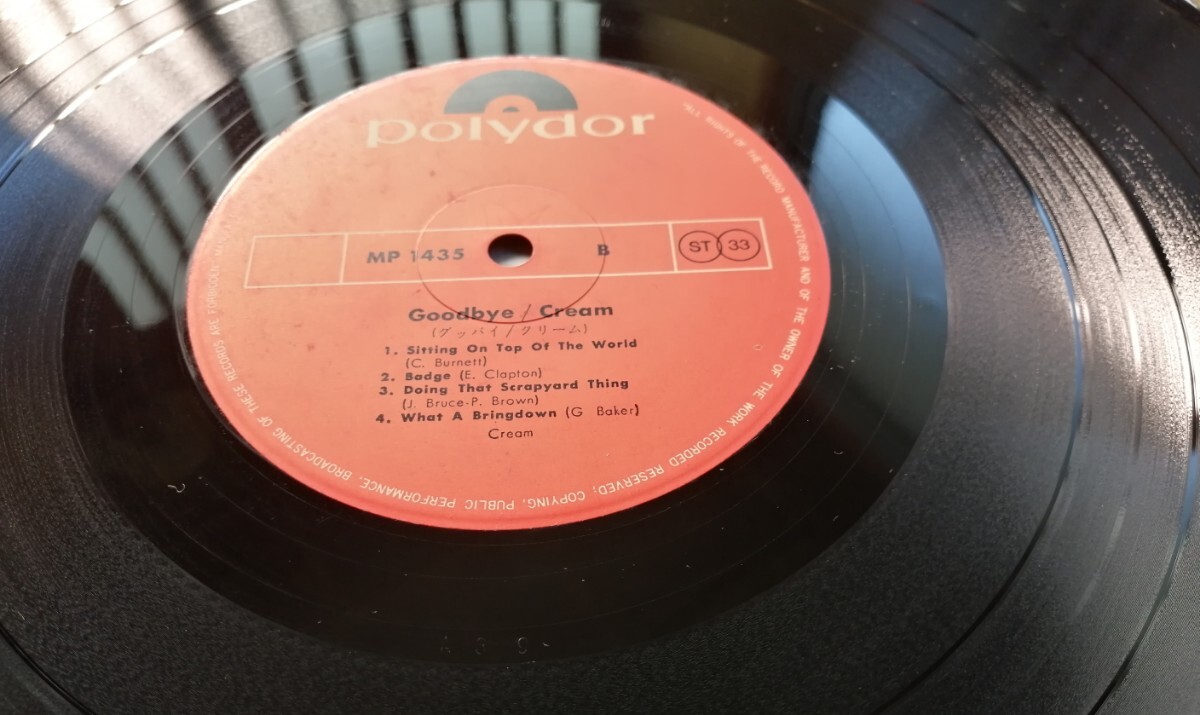 polydor
MP 1435
B
ST 33
Goodbye / Cream
(グッバイ/クリーム)
1. Sitting On Top Of The World
(C. Burnett)
2. Badge (E. Clapton)
3. Doing That Scrapyard Thing
(J. Bruce-P. Brown)
4. What A Bringdown (G Baker)
Cream
ALL RIGHTS OF THE RECORD MANUFACTURER AND OF THE OWNER OF THE WORK RECORDED RESERVED; COPYING, PUBLIC PERFORMANCE, BROADCASTING OF THESE RECORDS ARE FORBIDDEN